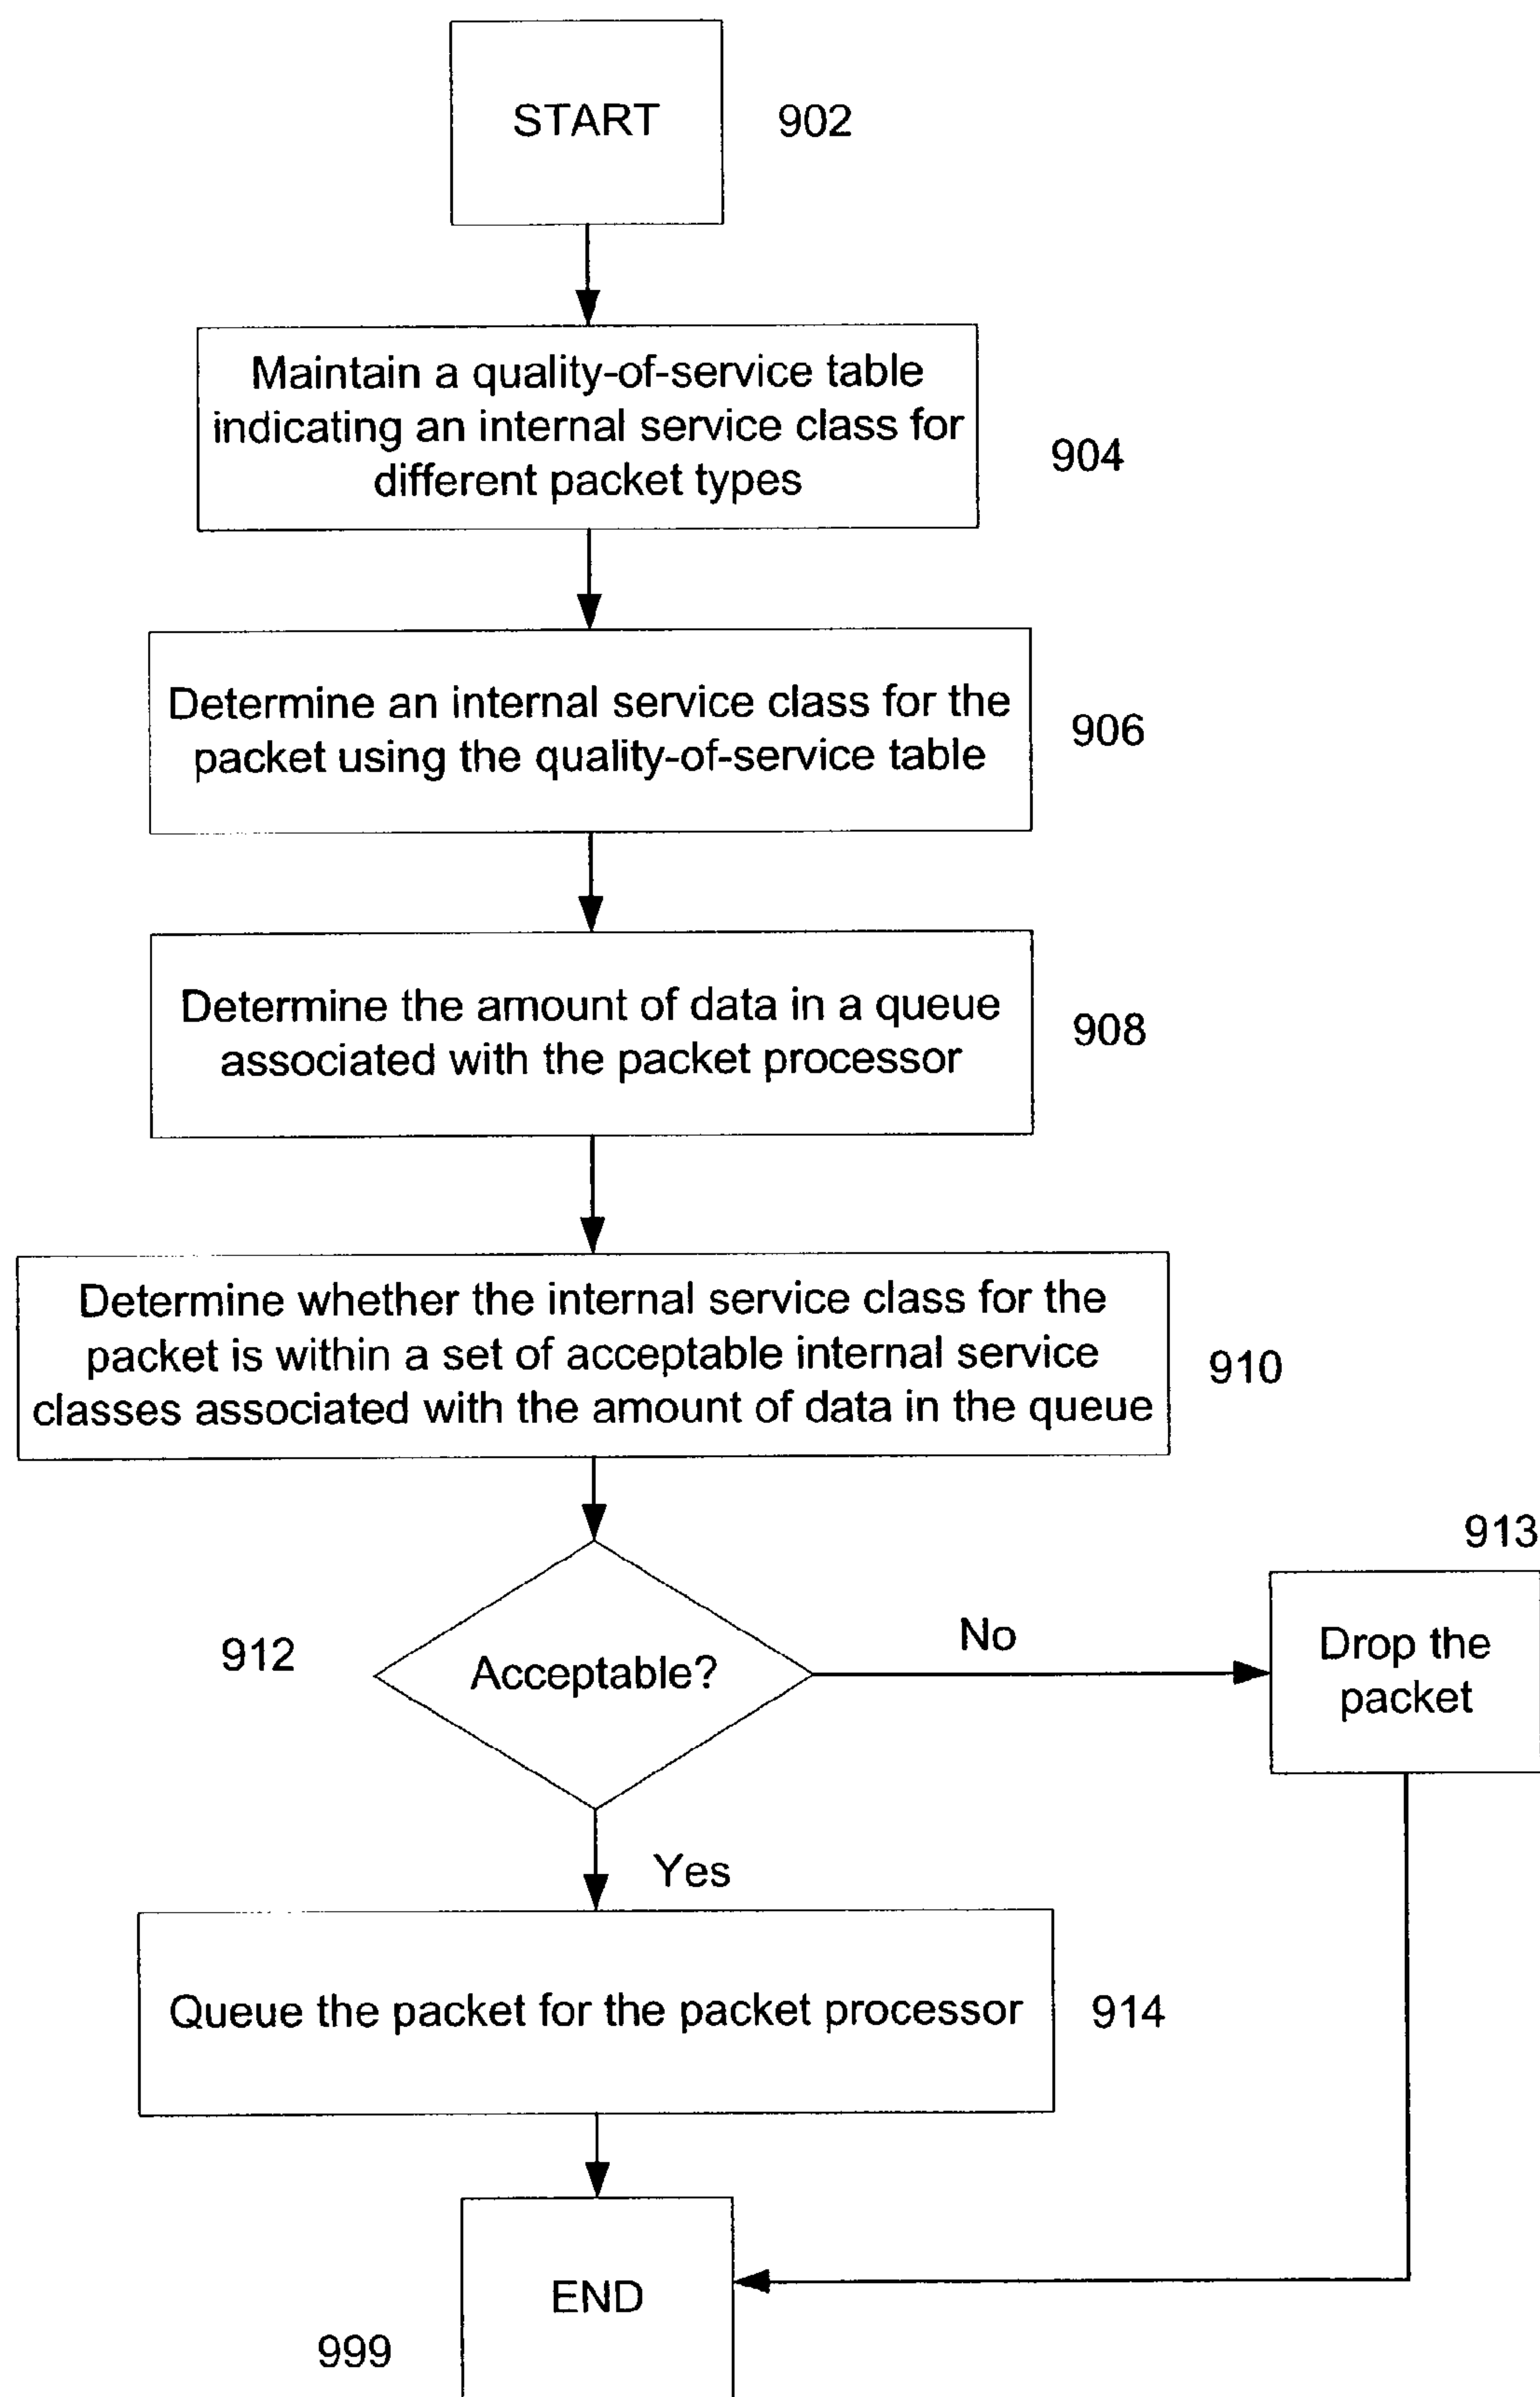 START
902
Maintain a quality-of-service table
indicating an internal service class for
different packet types
904
Determine an internal service class for the
packet using the quality-of-service table
906
Determine the amount of data in a queue
associated with the packet processor
908
Determine whether the internal service class for the
packet is within a set of acceptable internal service
classes associated with the amount of data in the queue
910
912
Acceptable?
No
913
Drop the
packet
Yes
Queue the packet for the packet processor
914
END
999